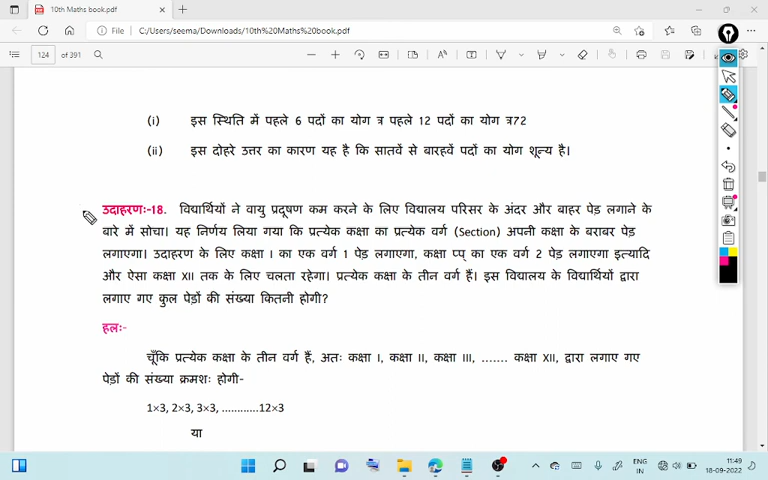 10th Maths book.pdf
File C:/Users/seema/Downloads/10th%20Maths%20book.pdf
124 of 391
(i) इस स्थिति में पहले 6 पदों का योग त्र पहले 12 पदों का योग त्र72
(ii) इस दोहरे उत्तर का कारण यह है कि सातवें से बारहवें पदों का योग शून्य है।
उदाहरणः-18. विद्यार्थियों ने वायु प्रदूषण कम करने के लिए विद्यालय परिसर के अंदर और बाहर पेड़ लगाने के
बारे में सोचा। यह निर्णय लिया गया कि प्रत्येक कक्षा का प्रत्येक वर्ग (Section) अपनी कक्षा के बराबर पेड़
लगाएगा। उदाहरण के लिए कक्षा I का एक वर्ग 1 पेड़ लगाएगा, कक्षा प्प् का एक वर्ग 2 पेड़ लगाएगा इत्यादि
और ऐसा कक्षा XII तक के लिए चलता रहेगा। प्रत्येक कक्षा के तीन वर्ग हैं। इस विद्यालय के विद्यार्थियों द्वारा
लगाए गए कुल पेड़ों की संख्या कितनी होगी?
हलः-
चूँकि प्रत्येक कक्षा के तीन वर्ग हैं, अतः कक्षा I, कक्षा II, कक्षा III, ....... कक्षा XII, द्वारा लगाए गए
पेड़ों की संख्या क्रमशः होगी-
1×3, 2×3, 3×3, ............12×3
या
ENG
IN
11:49
18-09-2022